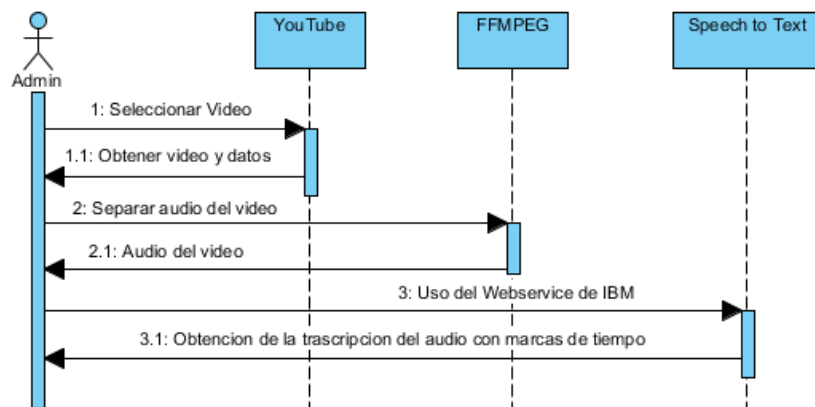 YouTube
FFMPEG
Speech to Text
Admin
1: Seleccionar Video
1.1: Obtener video y datos
2: Separar audio del video
2.1: Audio del video
3: Uso del Webservice de IBM
3.1: Obtencion de la trascripcion del audio con marcas de tiempo